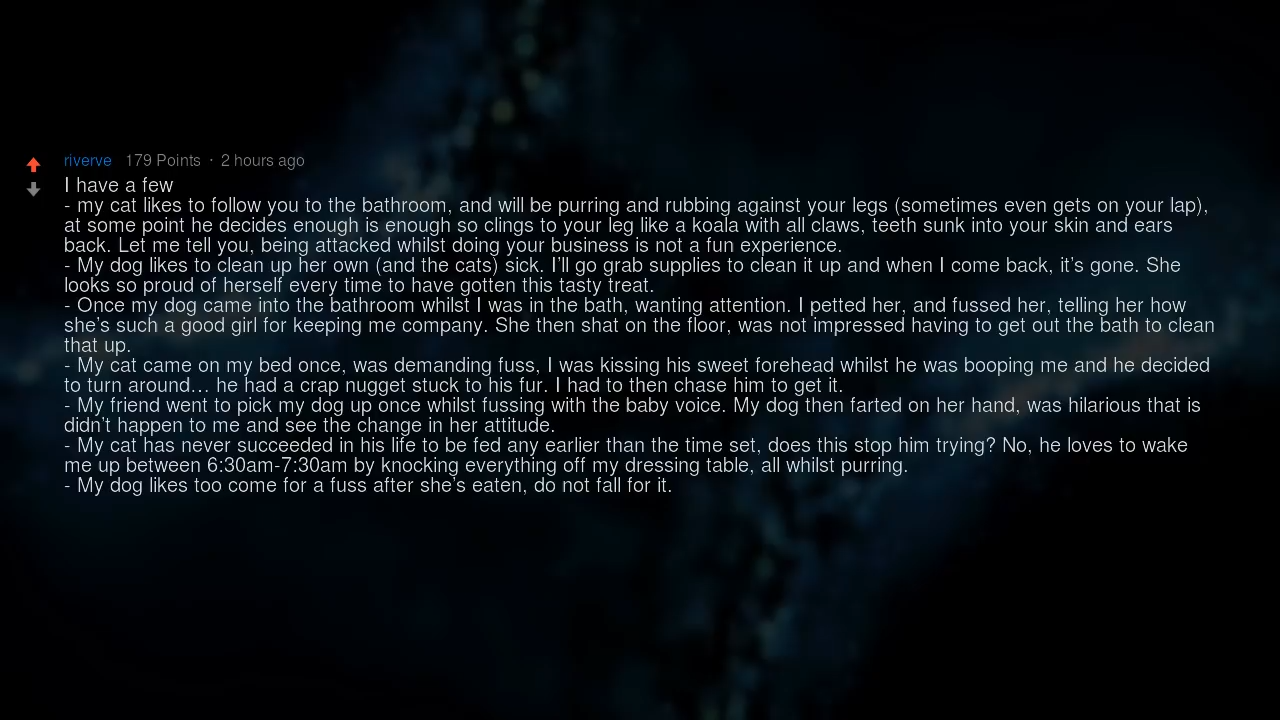 riverve 179 Points · 2 hours ago
I have a few
- my cat likes to follow you to the bathroom, and will be purring and rubbing against your legs (sometimes even gets on your lap),
at some point he decides enough is enough so clings to your leg like a koala with all claws, teeth sunk into your skin and ears
back. Let me tell you, being attacked whilst doing your business is not a fun experience.
- My dog likes to clean up her own (and the cats) sick. I'll go grab supplies to clean it up and when I come back, it's gone. She
looks so proud of herself every time to have gotten this tasty treat.
- Once my dog came into the bathroom whilst I was in the bath, wanting attention. I petted her, and fussed her, telling her how
she's such a good girl for keeping me company. She then shat on the floor, was not impressed having to get out the bath to clean
that up.
- My cat came on my bed once, was demanding fuss, I was kissing his sweet forehead whilst he was booping me and he decided
to turn around... he had a crap nugget stuck to his fur. I had to then chase him to get it.
- My friend went to pick my dog up once whilst fussing with the baby voice. My dog then farted on her hand, was hilarious that is
didn't happen to me and see the change in her attitude.
- My cat has never succeeded in his life to be fed any earlier than the time set, does this stop him trying? No, he loves to wake
me up between 6:30am-7:30am by knocking everything off my dressing table, all whilst purring.
- My dog likes too come for a fuss after she's eaten, do not fall for it.